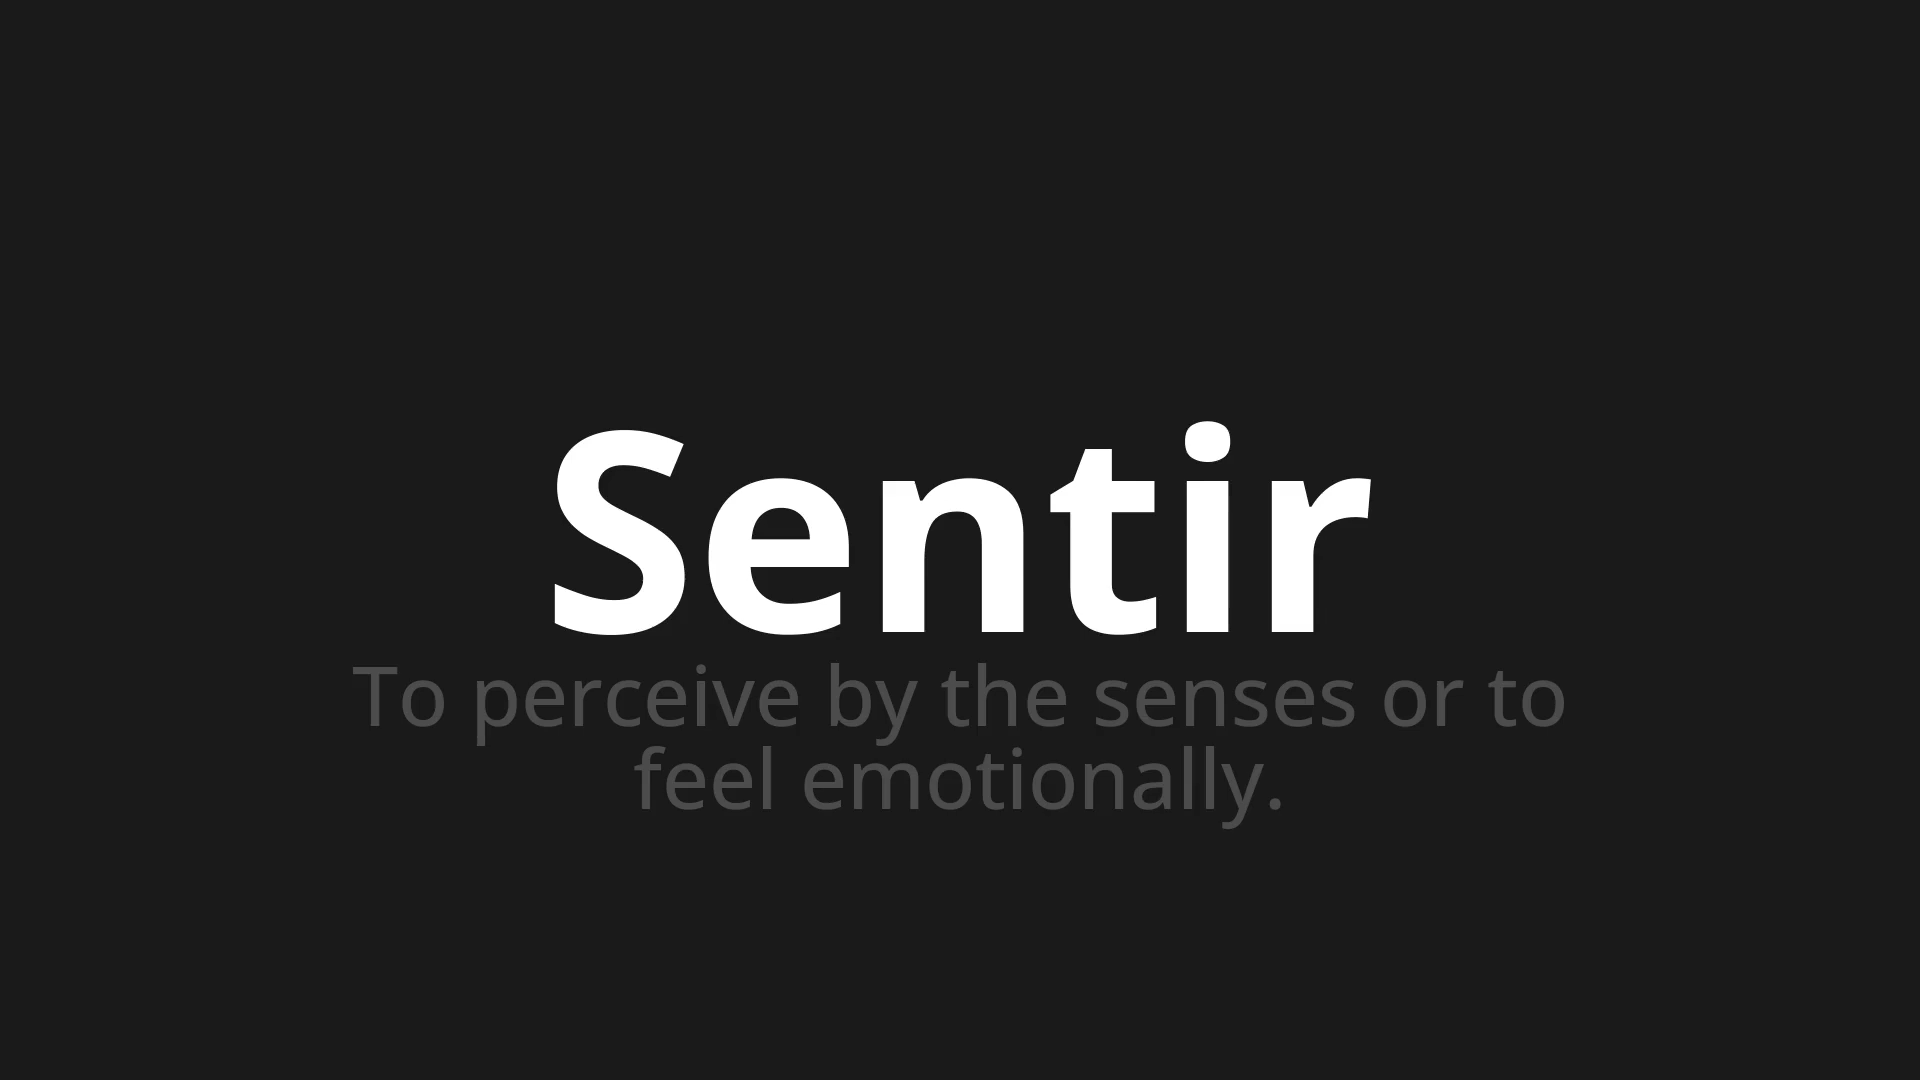 Sentir
To perceive by the senses or to
feel emotionally.